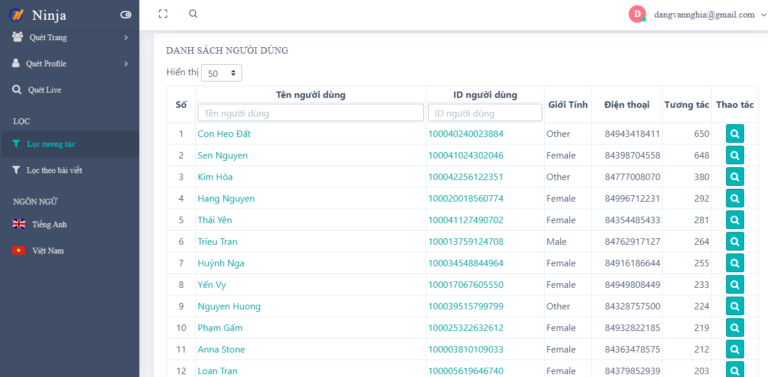 Ninja
dangvannghia@gmail.com
Quét Trang
Quét Profile
Quét Live
LỌC
Lọc tương tác
Lọc theo bài viết
NGÔN NGỮ
Tiếng Anh
Việt Nam
DANH SÁCH NGƯỜI DÙNG
Hiển thị 50
Số Tên người dùng ID người dùng Giới Tính Điện thoại Tương tác Thao tác
Tên người dùng ID người dùng
1 Con Heo Đất 100040240023884 Other 84943418411 650
2 Sen Nguyen 100041024302046 Female 84398704558 648
3 Kim Hòa 100042256122351 Other 84777008070 380
4 Hang Nguyen 100020018560774 Female 84996712231 292
5 Thái Yên 100041127490702 Female 84354485433 281
6 Trieu Tran 100013759124708 Male 84762917127 264
7 Huỳnh Nga 100034548844964 Female 84916186644 255
8 Yến Vy 100017067605550 Female 84949808449 233
9 Nguyen Huong 100039515799799 Other 84328757500 224
10 Phạm Gấm 100025322632612 Female 84932822185 219
11 Anna Stone 100003810109033 Female 84363478575 212
12 Loan Tran 100005619646740 Female 84379852939 203